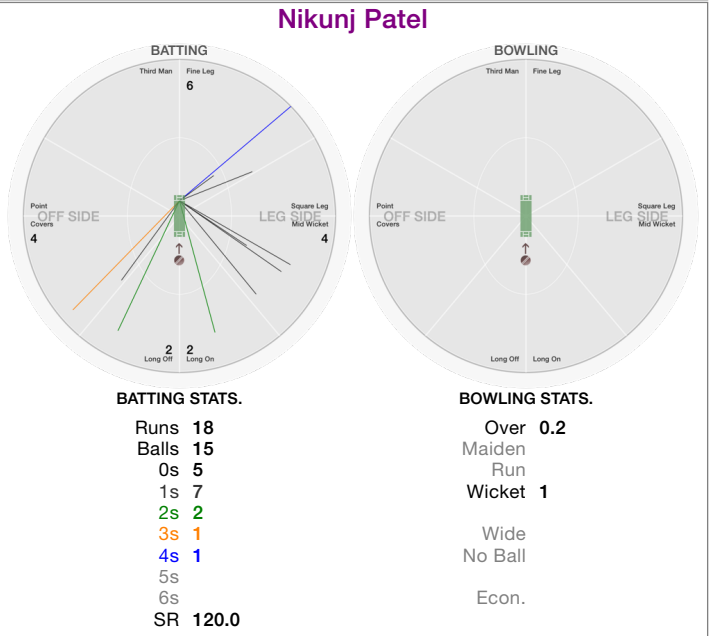 Nikunj Patel
BATTING
Third Man Fine Leg
6
Point
OFF SIDE
Covers
4
Square Leg
LEG SIDE
Mid Wicket
4
2 2
Long Off Long On
BOWLING
Third Man Fine Leg
Point
OFF SIDE
Covers
Square Leg
LEG SIDE
Mid Wicket
Long Off Long On
BATTING STATS.
Runs 18
Balls 15
0s 5
1s 7
2s 2
3s 1
4s 1
5s
6s
SR 120.0
BOWLING STATS.
Over 0.2
Maiden
Run
Wicket 1
Wide
No Ball
Econ.